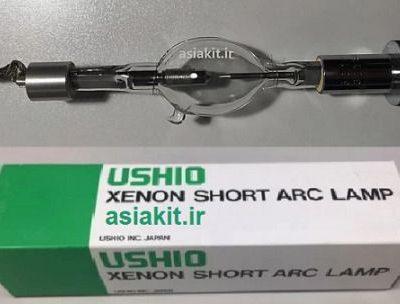 asiakit.ir
USHIO
XENON SHORT ARC LAMP
asiakit.ir
USHIO INC. JAPAN
USHIO
XENON SHORT ARC LAMP